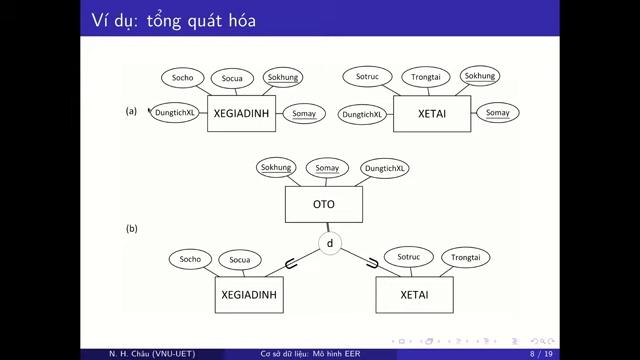 Ví dụ: tổng quát hóa
Socho Socua Sokhung Sotruc Trongtai Sokhung
(a) DungtichXL XEGIADINH Somay DungtichXL XETAI Somay
Sokhung Somay DungtichXL
OTO
(b) d
Socho Socua Sotruc Trongtai
XEGIADINH XETAI
N. H. Châu (VNU-UET) Cơ sở dữ liệu: Mô hình EER 8 / 19